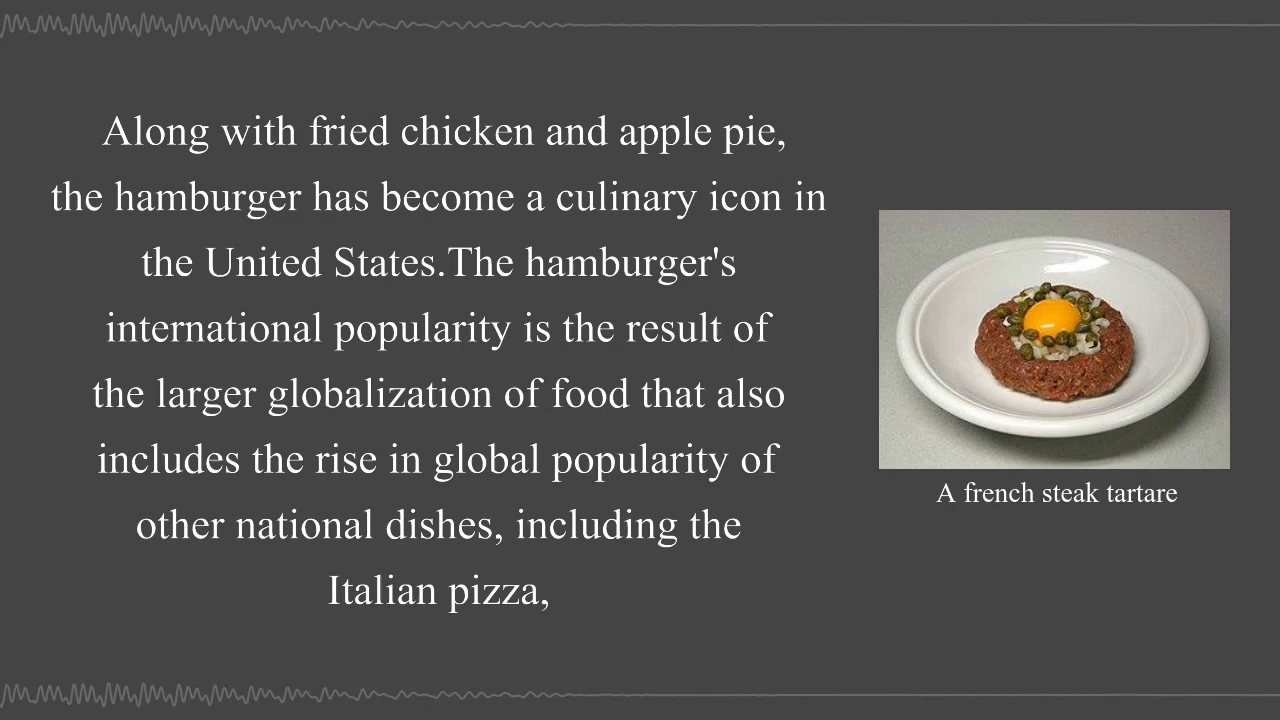 Along with fried chicken and apple pie,
the hamburger has become a culinary icon in
the United States.The hamburger's
international popularity is the result of
the larger globalization of food that also
includes the rise in global popularity of
other national dishes, including the
Italian pizza,
A french steak tartare